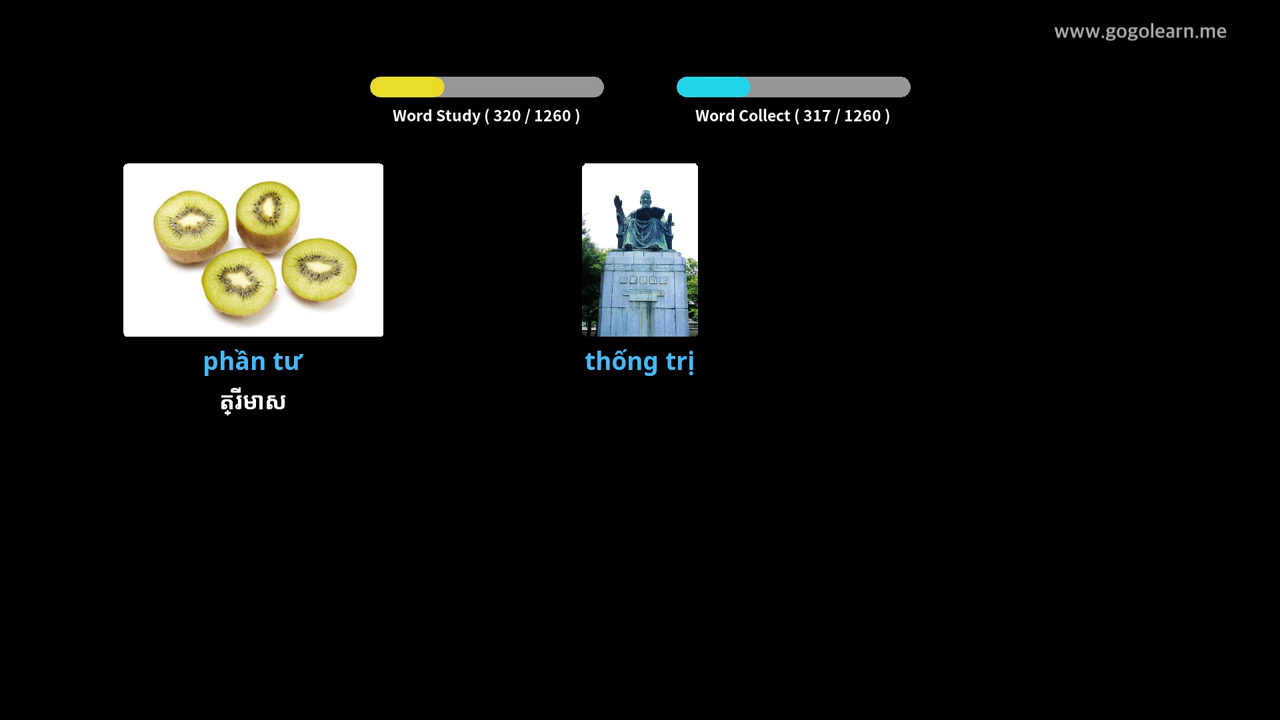 www.gogolearn.me
Word Study ( 320 / 1260 )
Word Collect ( 317 / 1260 )
phần tư
thống trị
ត្រីមាស